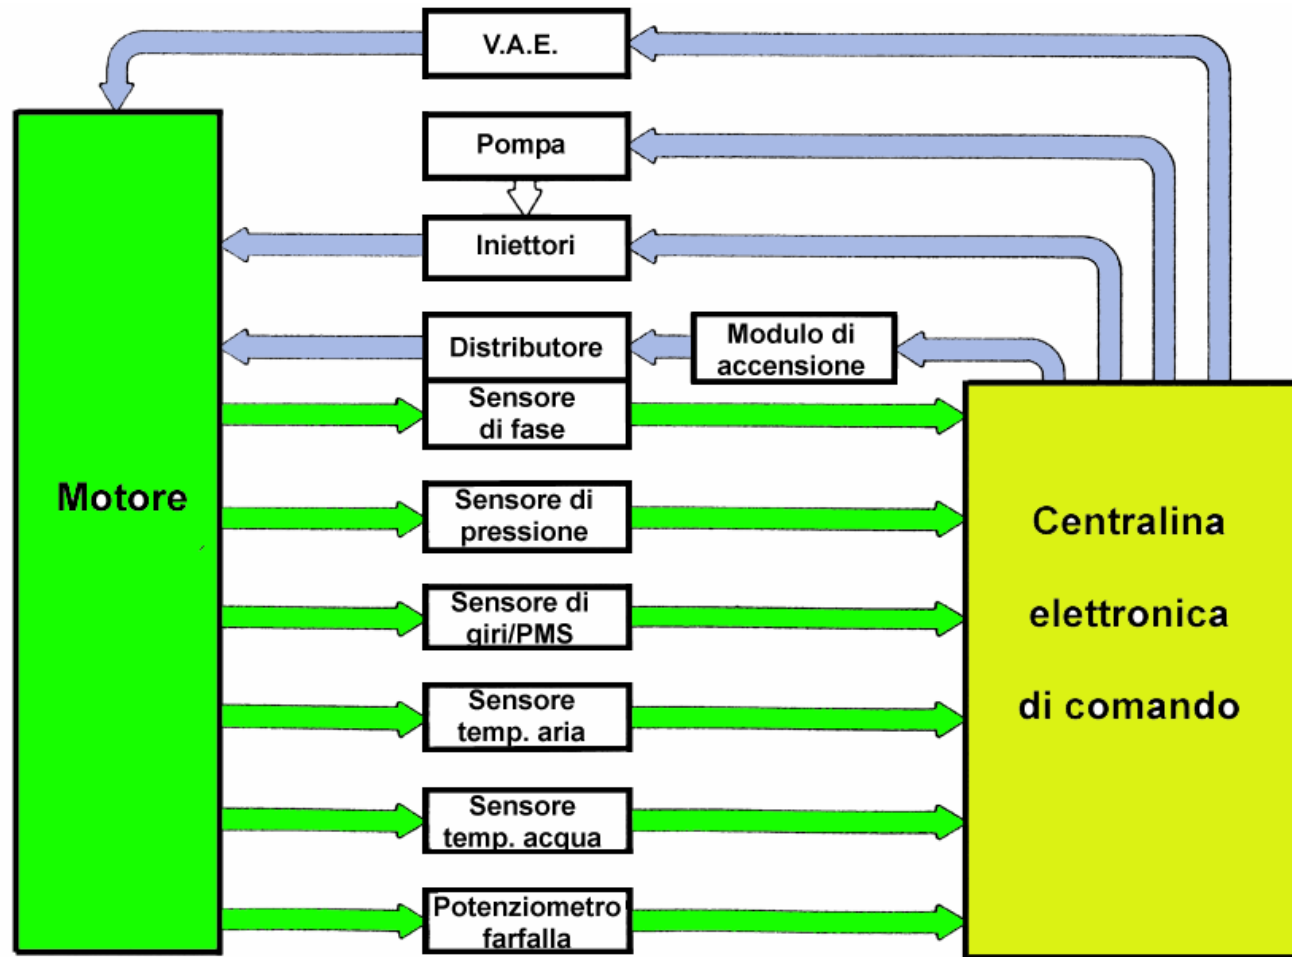 V.A.E.
Pompa
Iniettori
Distributore
Modulo di
accensione
Sensore
di fase
Motore
Sensore di
pressione
Centralina
elettronica
di comando
Sensore di
giri/PMS
Sensore
temp. aria
Sensore
temp. acqua
Potenziometro
farfalla